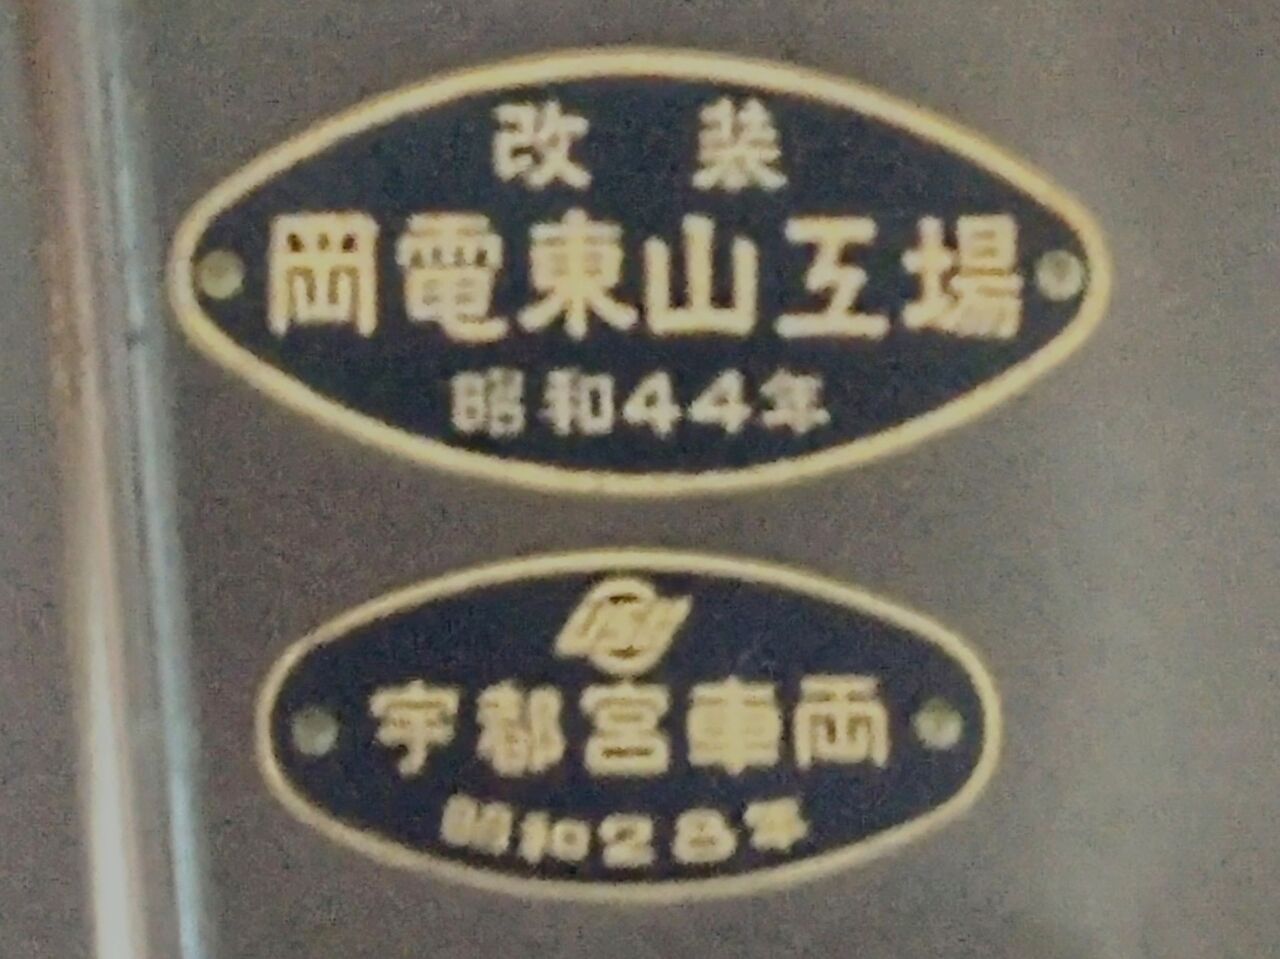 改装
岡電東山工場
昭和44年
宇都宮車両
昭和28年